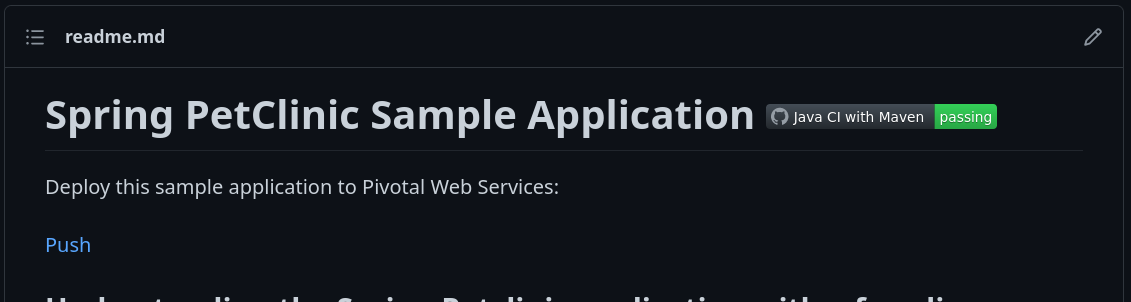 readme.md
Spring PetClinic Sample Application Java CI with Maven passing
Deploy this sample application to Pivotal Web Services:
Push